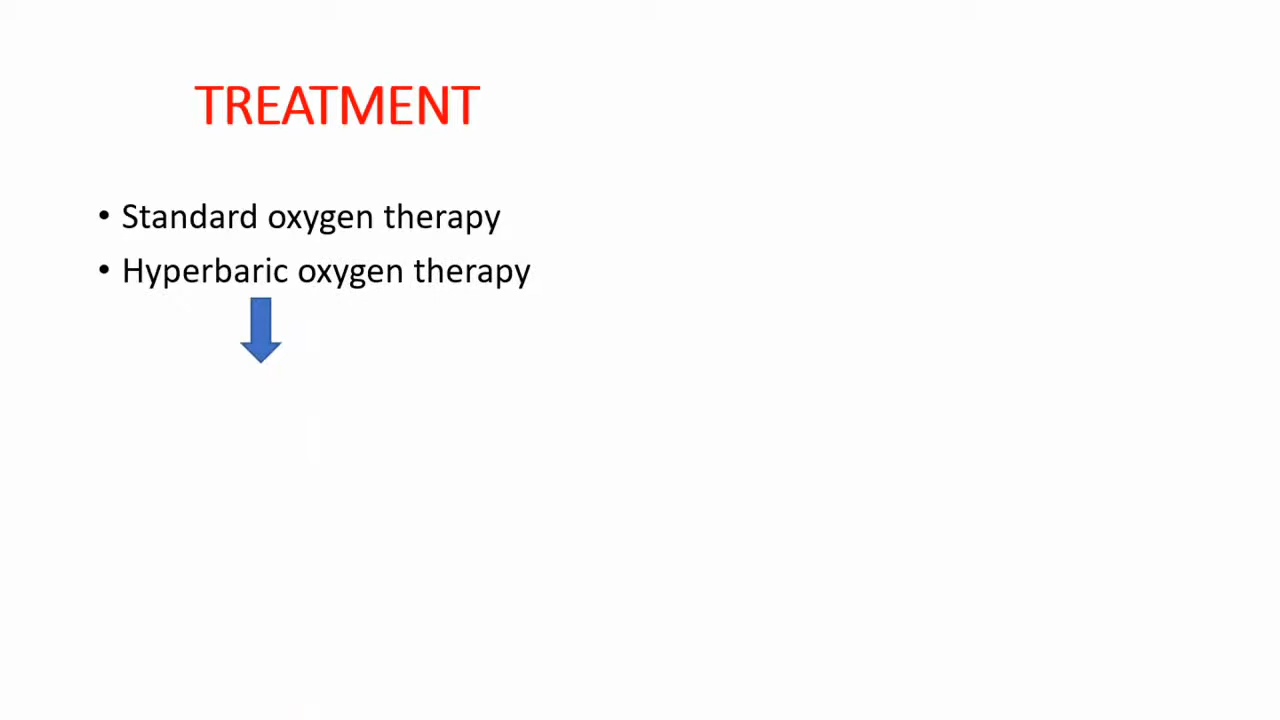 TREATMENT
• Standard oxygen therapy
• Hyperbaric oxygen therapy